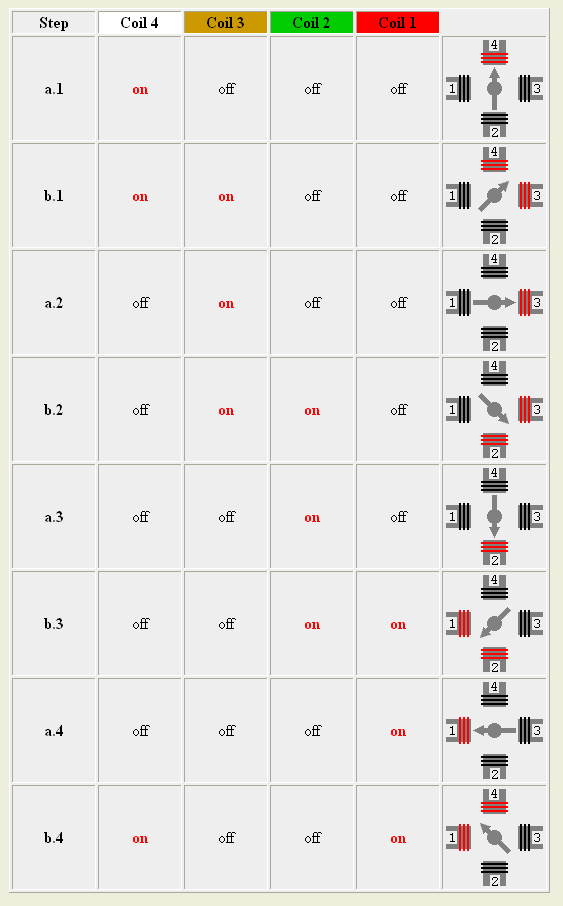 Step Coil 4 Coil 3 Coil 2 Coil 1
a.1 on off off off 4 1 3 2
b.1 on on off off 4 1 3 2
a.2 off on off off 4 1 3 2
b.2 off on on off 4 1 3 2
a.3 off off on off 4 1 3 2
b.3 off off on on 4 1 3 2
a.4 off off off on 4 1 3 2
b.4 on off off on 4 1 3 2